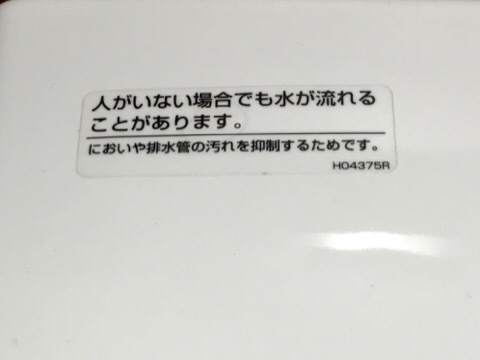 人がいない場合でも水が流れる
ことがあります。
においや排水管の汚れを抑制するためです。
HO4375R